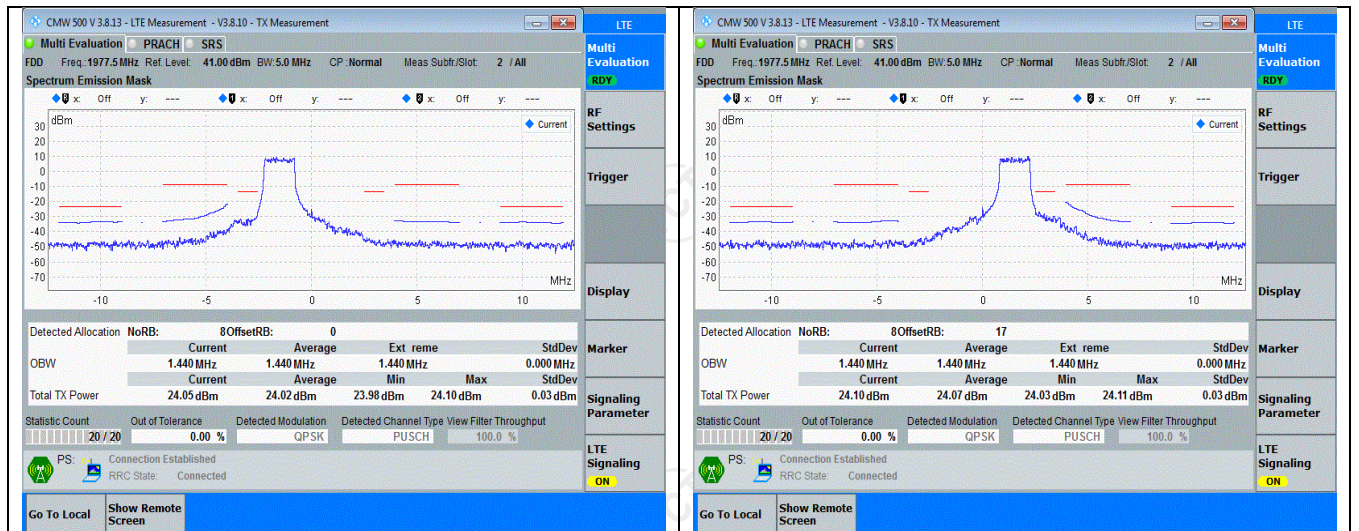 CMW 500 V 3.8.13 - LTE Measurement - V3.8.10 - TX Measurement
LTE
Multi Evaluation PRACH SRS
Multi
Evaluation
RDY
FDD Freq.:1977.5 MHz Ref. Level: 41.00 dBm BW:5.0 MHz CP :Normal Meas Subfr./Slot: 2 / All
Spectrum Emission Mask
x: Off y: --- x: Off y: --- x: Off y: ---
RF
Settings
dBm
Current
30
20
10
0
-10
-20
-30
-40
-50
-60
-70
MHz
-10 -5 0 5 10
Trigger
Display
Detected Allocation NoRB: 8OffsetRB: 0
Current Average Ext reme StdDev
OBW 1.440 MHz 1.440 MHz 1.440 MHz 0.000 MHz
Current Average Min Max StdDev
Total TX Power 24.05 dBm 24.02 dBm 23.98 dBm 24.10 dBm 0.03 dBm
Marker
Signaling
Parameter
Statistic Count Out of Tolerance Detected Modulation Detected Channel Type View Filter Throughput
20 / 20 0.00 % QPSK PUSCH 100.0 %
PS: Connection Established
RRC State: Connected
LTE
Signaling
ON
Go To Local
Show Remote
Screen
CMW 500 V 3.8.13 - LTE Measurement - V3.8.10 - TX Measurement
LTE
Multi Evaluation PRACH SRS
Multi
Evaluation
RDY
FDD Freq.:1977.5 MHz Ref. Level: 41.00 dBm BW:5.0 MHz CP :Normal Meas Subfr./Slot: 2 / All
Spectrum Emission Mask
x: Off y: --- x: Off y: --- x: Off y: ---
RF
Settings
dBm
Current
30
20
10
0
-10
-20
-30
-40
-50
-60
-70
MHz
-10 -5 0 5 10
Trigger
Display
Detected Allocation NoRB: 8OffsetRB: 17
Current Average Ext reme StdDev
OBW 1.440 MHz 1.440 MHz 1.440 MHz 0.000 MHz
Current Average Min Max StdDev
Total TX Power 24.10 dBm 24.07 dBm 24.03 dBm 24.11 dBm 0.03 dBm
Marker
Signaling
Parameter
Statistic Count Out of Tolerance Detected Modulation Detected Channel Type View Filter Throughput
20 / 20 0.00 % QPSK PUSCH 100.0 %
PS: Connection Established
RRC State: Connected
LTE
Signaling
ON
Go To Local
Show Remote
Screen